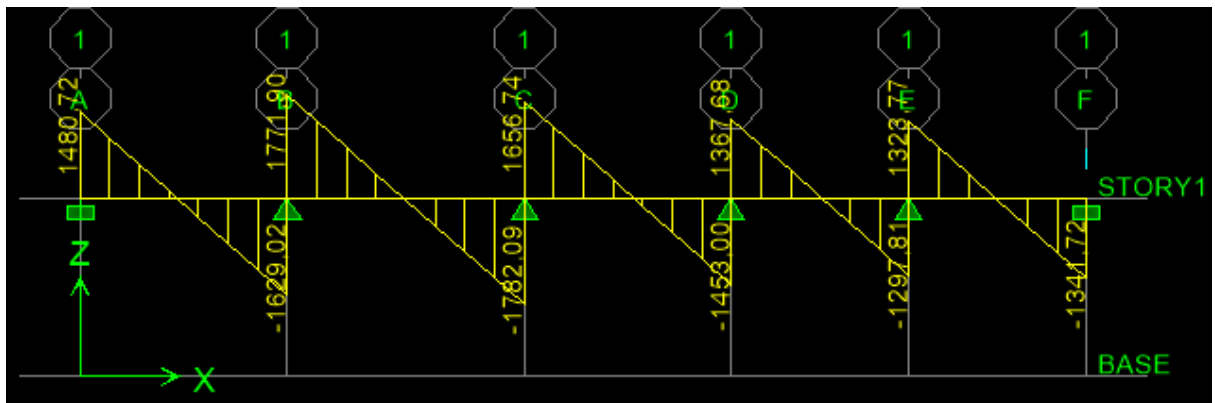 1 1 1 1 1 1
A B C D E F
1480.72 1771.90 1656.74 1367.68 1323.77
STORY1
-1629.02 -1782.09 -1453.00 -1297.81 -1341.72
Z
X
BASE